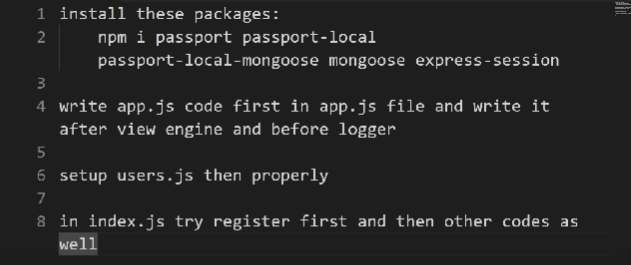 1 install these packages:
2 npm i passport passport-local
passport-local-mongoose mongoose express-session
3
4 write app.js code first in app.js file and write it
after view engine and before logger
5
6 setup users.js then properly
7
8 in index.js try register first and then other codes as
well